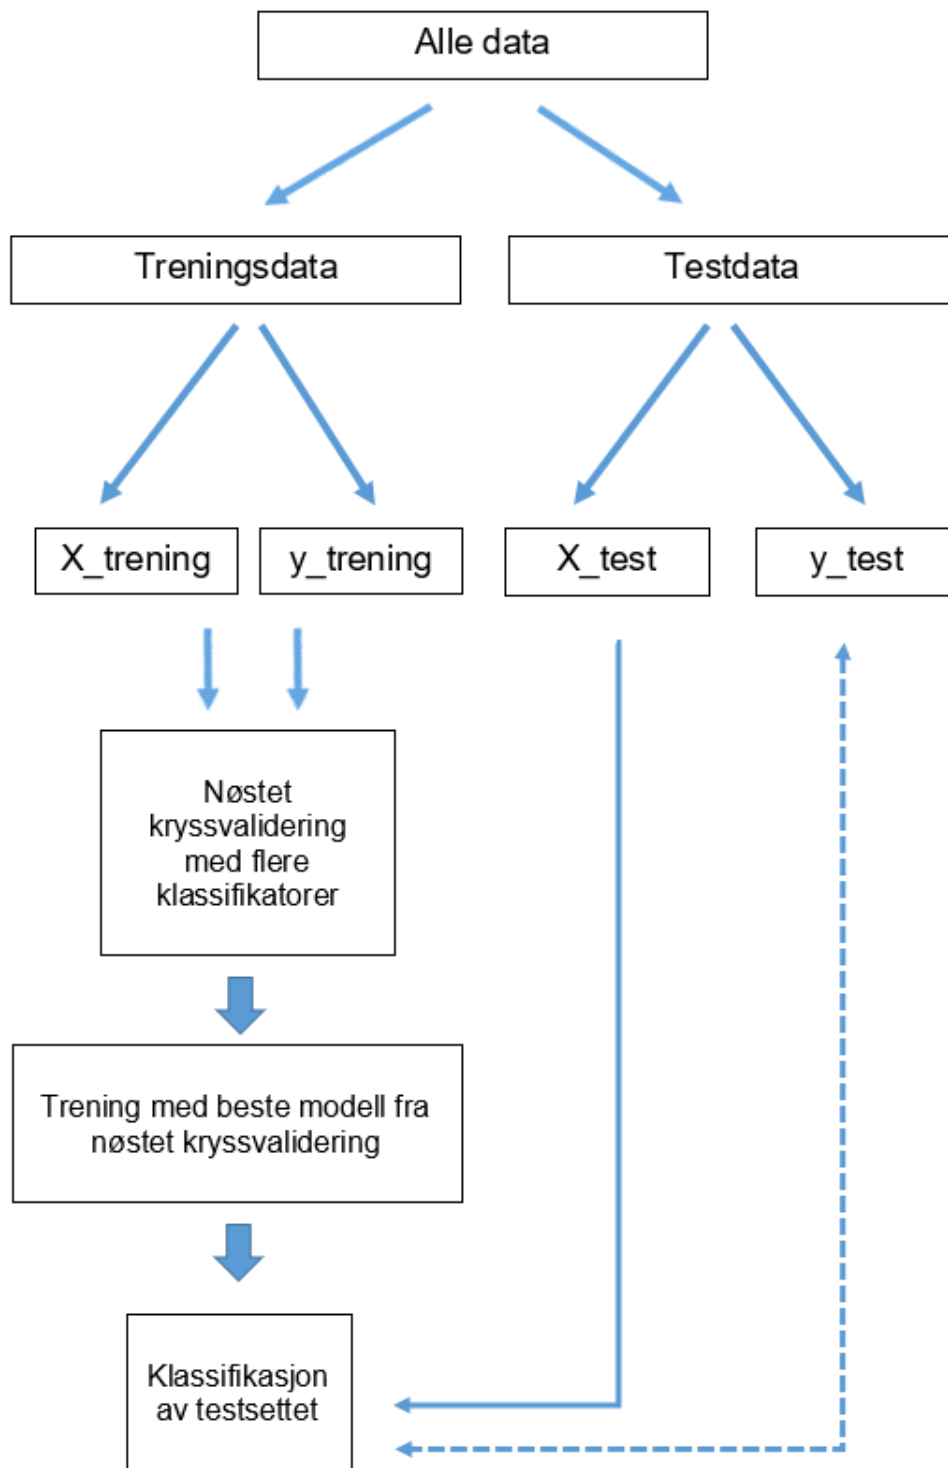 Alle data
Treningsdata
Testdata
X_trening
y_trening
X_test
y_test
Nøstet
kryssvalidering
med flere
klassifikatorer
Trening med beste modell fra
nøstet kryssvalidering
Klassifikasjon
av testsettet